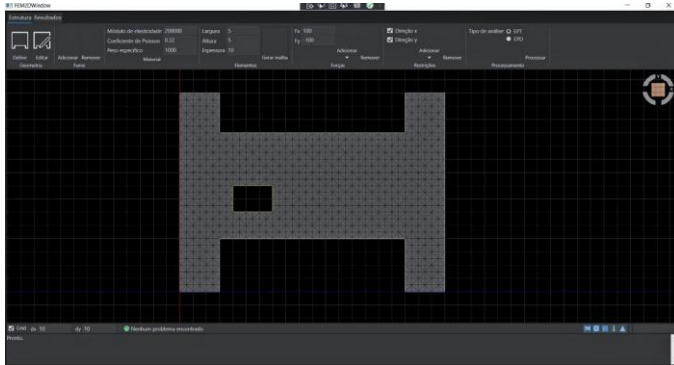 FEM2DWindow
Estrutura Resultados
Módulo de elasticidade 200000 Largura 5 Fx 100 Direção x Tipo de análise EPT
Coeficiente de Poisson 0.32 Altura 5 Fy -100 Direção y EPD
Peso específico 1000 Espessura 10 Adicionar Adicionar
Definir Editar Adicionar Remover Gerar malha Remover Remover Processar
Geometria Furos Material Elementos Forças Restrições Processamento
Grid dx 10 dy 10 Nenhum problema encontrado
Pronto.